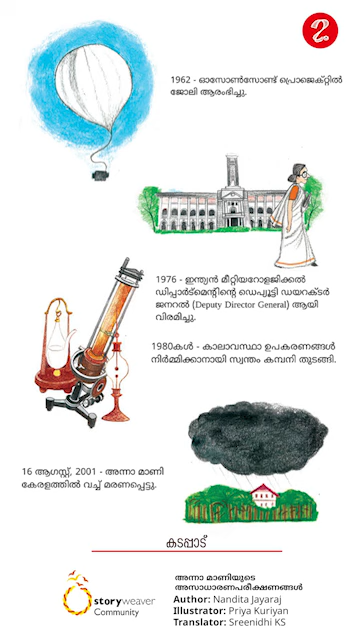 2
1962 - ഓസോൺസോണ്ട് പ്രൊജെക്റ്റിൽ
ജോലി ആരംഭിച്ചു.
1976 - ഇന്ത്യൻ മീറ്റിയറോളജിക്കൽ
ഡിപ്പാർട്മെന്റിന്റെ ഡെപ്യൂട്ടി ഡയറക്ടർ
ജനറൽ (Deputy Director General) ആയി
വിരമിച്ചു.
1980കൾ - കാലാവസ്ഥാ ഉപകരണങ്ങൾ
നിർമ്മിക്കാനായി സ്വന്തം കമ്പനി തുടങ്ങി.
16 ആഗസ്റ്റ്, 2001 - അന്നാ മാണി
കേരളത്തിൽ വച്ച് മരണപ്പെട്ടു.
കടപ്പാട്
storyweaver
Community
അന്നാ മാണിയുടെ
അസാധാരണപരീക്ഷണങ്ങൾ
Author: Nandita Jayaraj
Illustrator: Priya Kuriyan
Translator: Sreenidhi KS